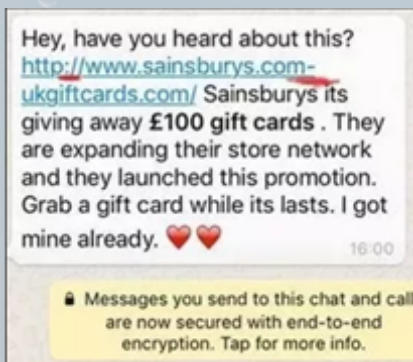 Hey, have you heard about this?
http://www.sainsburys.com-
ukgiftcards.com/ Sainsburys its
giving away £100 gift cards . They
are expanding their store network
and they launched this promotion.
Grab a gift card while its lasts. I got
mine already. ❤️❤️
16:00
🔒 Messages you send to this chat and call
are now secured with end-to-end
encryption. Tap for more info.